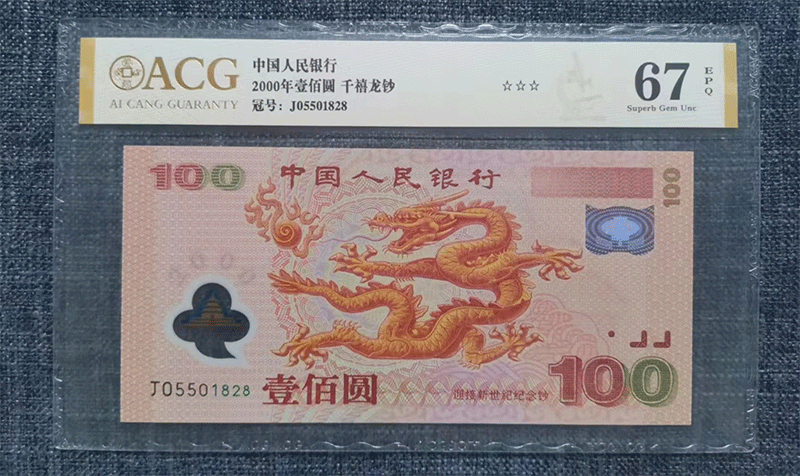 ACG
AI CANG GUARANTY
中国人民银行
2000年壹佰圆 千禧龙钞
冠号: J05501828
☆☆☆
67
EPQ
Superb Gem Unc
100
中国人民银行
100
2000
J05501828
壹佰圆
迎接新世纪纪念钞
100